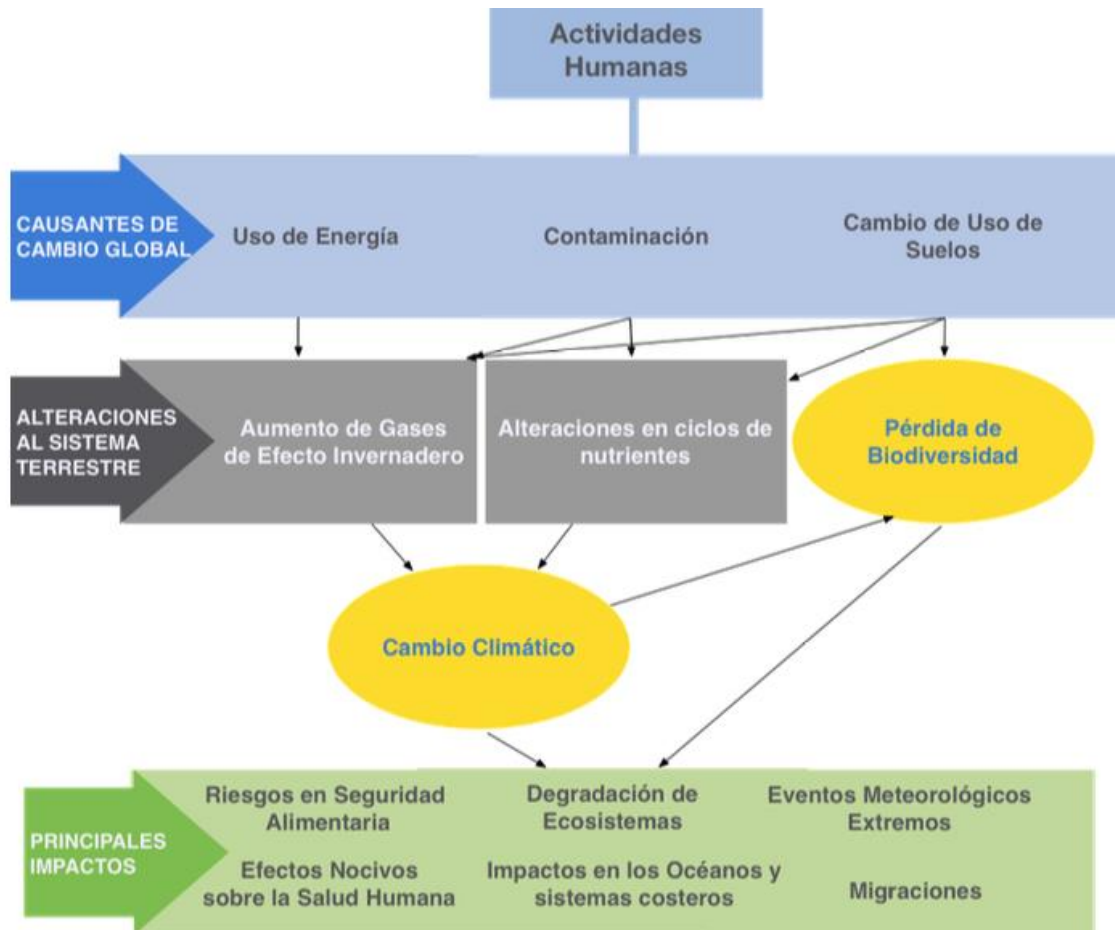 Actividades
Humanas
CAUSANTES DE
CAMBIO GLOBAL
Uso de Energía
Contaminación
Cambio de Uso de
Suelos
ALTERACIONES
AL SISTEMA
TERRESTRE
Aumento de Gases
de Efecto Invernadero
Alteraciones en ciclos de
nutrientes
Pérdida de
Biodiversidad
Cambio Climático
PRINCIPALES
IMPACTOS
Riesgos en Seguridad
Alimentaria
Degradación de
Ecosistemas
Eventos Meteorológicos
Extremos
Efectos Nocivos
sobre la Salud Humana
Impactos en los Océanos y
sistemas costeros
Migraciones